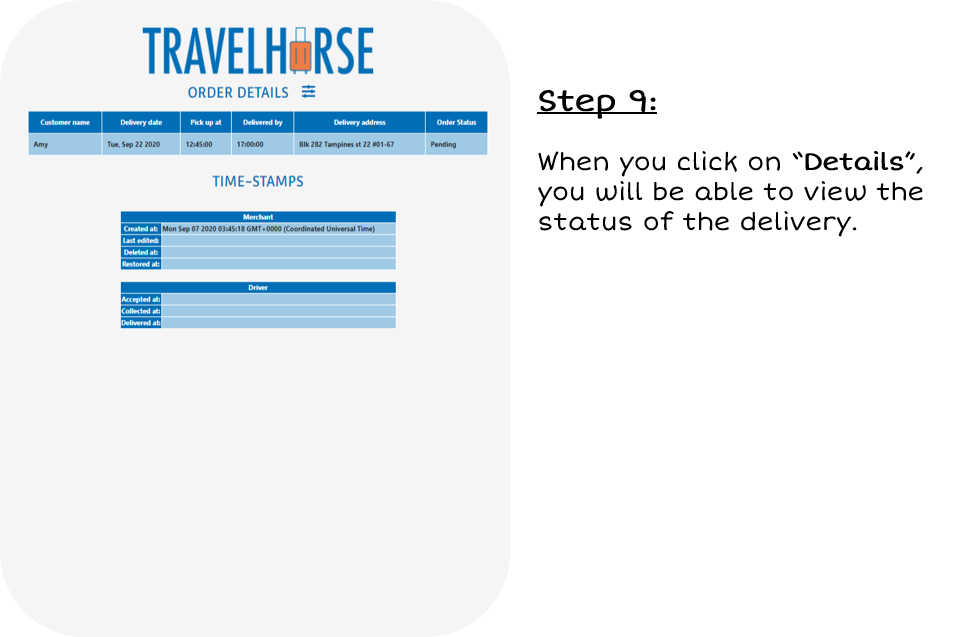 TRAVELHORSE
ORDER DETAILS
Customer name Delivery date Pick up at Delivered by Delivery address Order Status
Amy Tue, Sep 22 2020 12:45:00 17:00:00 Blk 282 Tampines st 22 #01-67 Pending
TIME-STAMPS
Merchant
Created at: Mon Sep 07 2020 03:45:18 GMT+0000 (Coordinated Universal Time)
Last edited:
Deleted at:
Restored at:
Driver
Accepted at:
Collected at:
Delivered at:
Step 9:
When you click on “Details”,
you will be able to view the
status of the delivery.